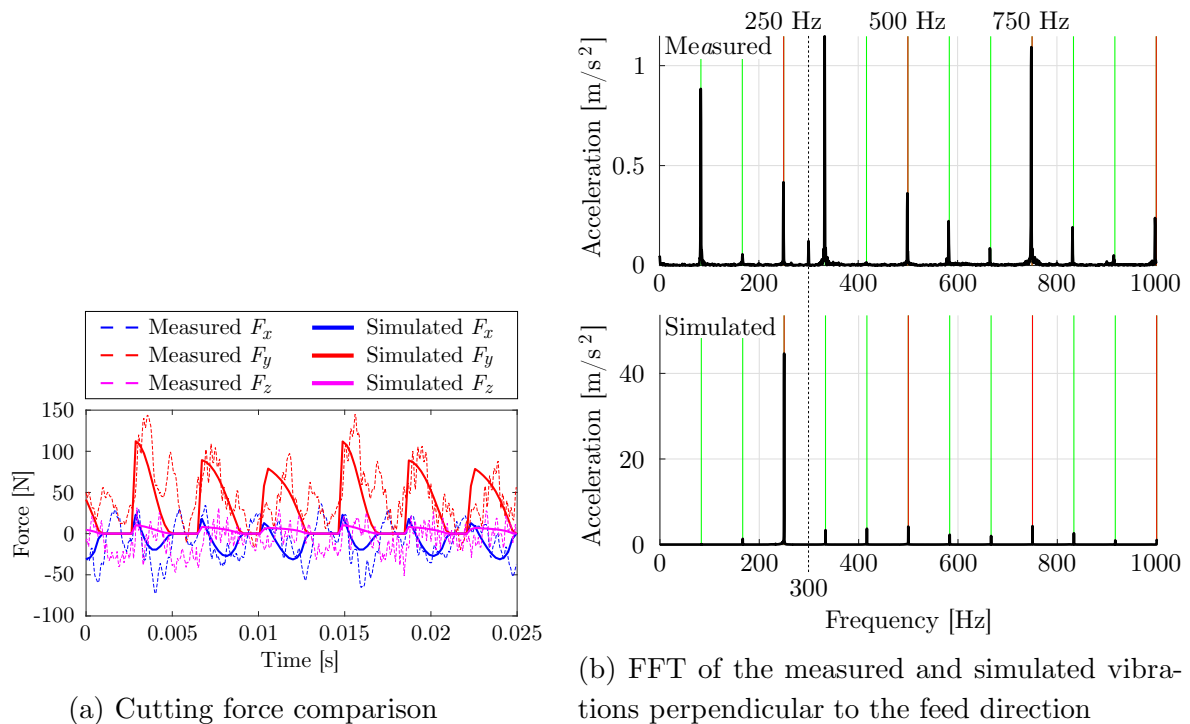 Measured Fx Simulated Fx
Measured Fy Simulated Fy
Measured Fz Simulated Fz
150
100
50
0
-50
-100
Force [N]
0 0.005 0.01 0.015 0.02 0.025
Time [s]
(a) Cutting force comparison
250 Hz 500 Hz 750 Hz
Measured
1
0.5
0
Acceleration [m/s²]
0 200 400 600 800 1000
Simulated
40
20
0
Acceleration [m/s²]
0 200 400 600 800 1000
300
Frequency [Hz]
(b) FFT of the measured and simulated vibra-
tions perpendicular to the feed direction